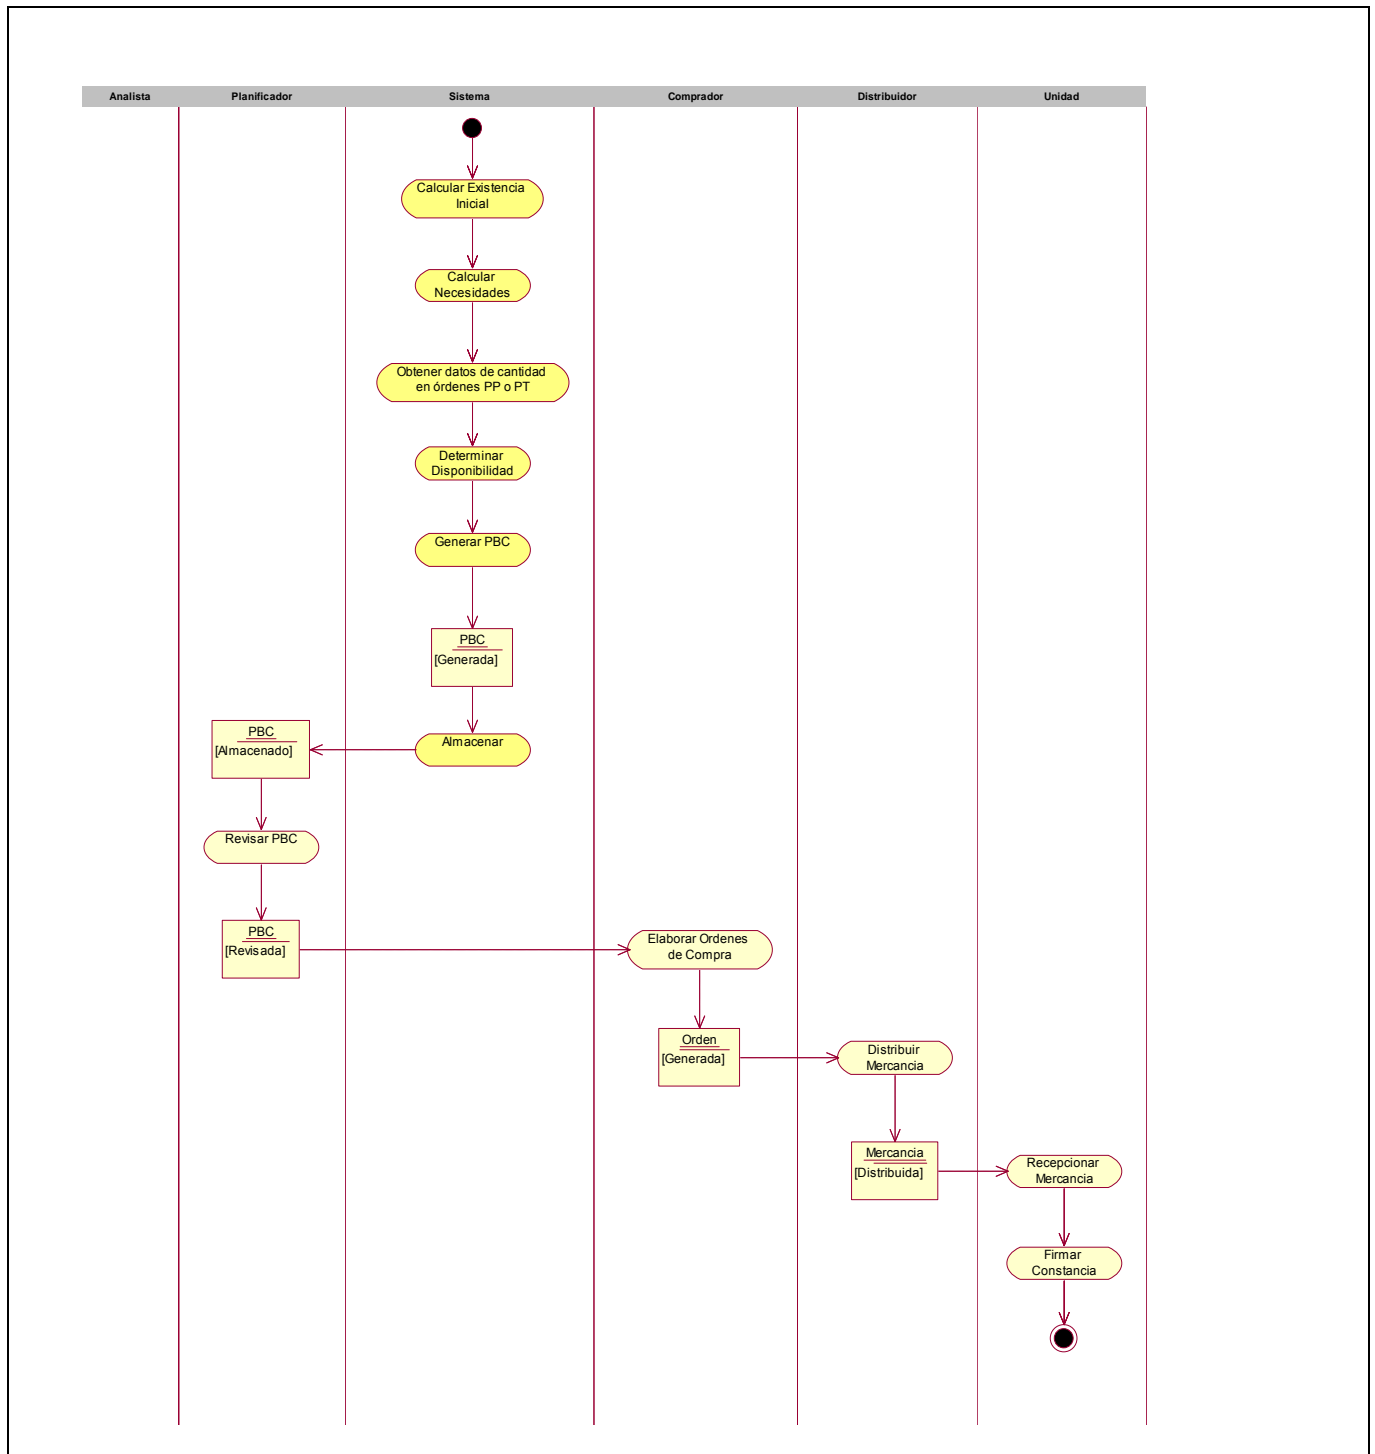 Analista
Planificador
Sistema
Comprador
Distribuidor
Unidad
Calcular Existencia
Inicial
Calcular
Necesidades
Obtener datos de cantidad
en órdenes PP o PT
Determinar
Disponibilidad
Generar PBC
PBC
[Generada]
Almacenar
PBC
[Almacenado]
Revisar PBC
PBC
[Revisada]
Elaborar Ordenes
de Compra
Orden
[Generada]
Distribuir
Mercancia
Mercancia
[Distribuida]
Recepcionar
Mercancia
Firmar
Constancia